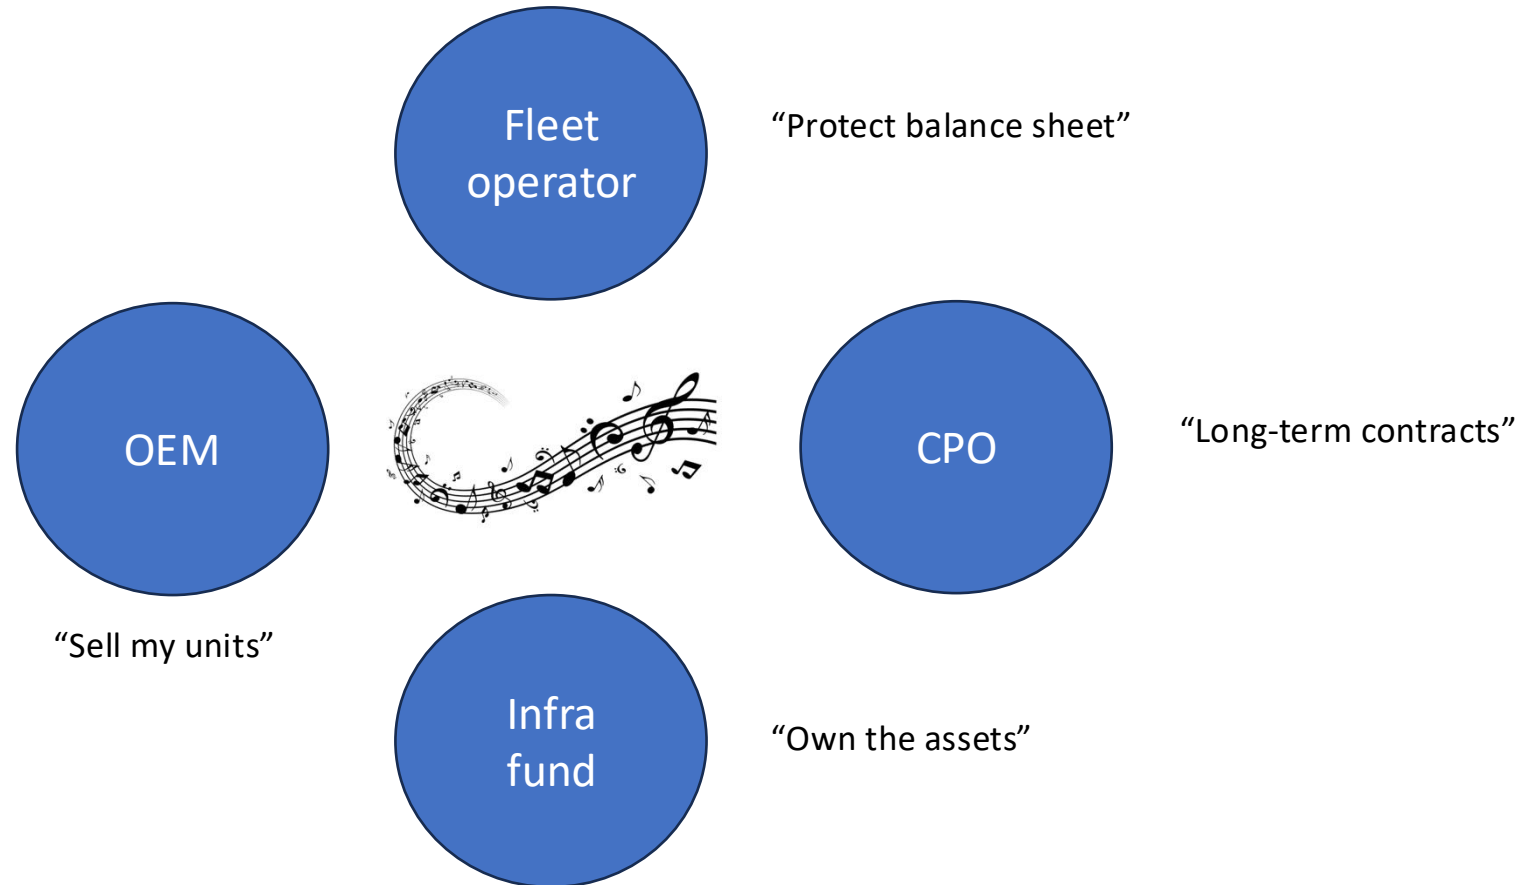 Fleet
operator
“Protect balance sheet”
OEM
“Sell my units”
CPO
“Long-term contracts”
Infra
fund
“Own the assets”